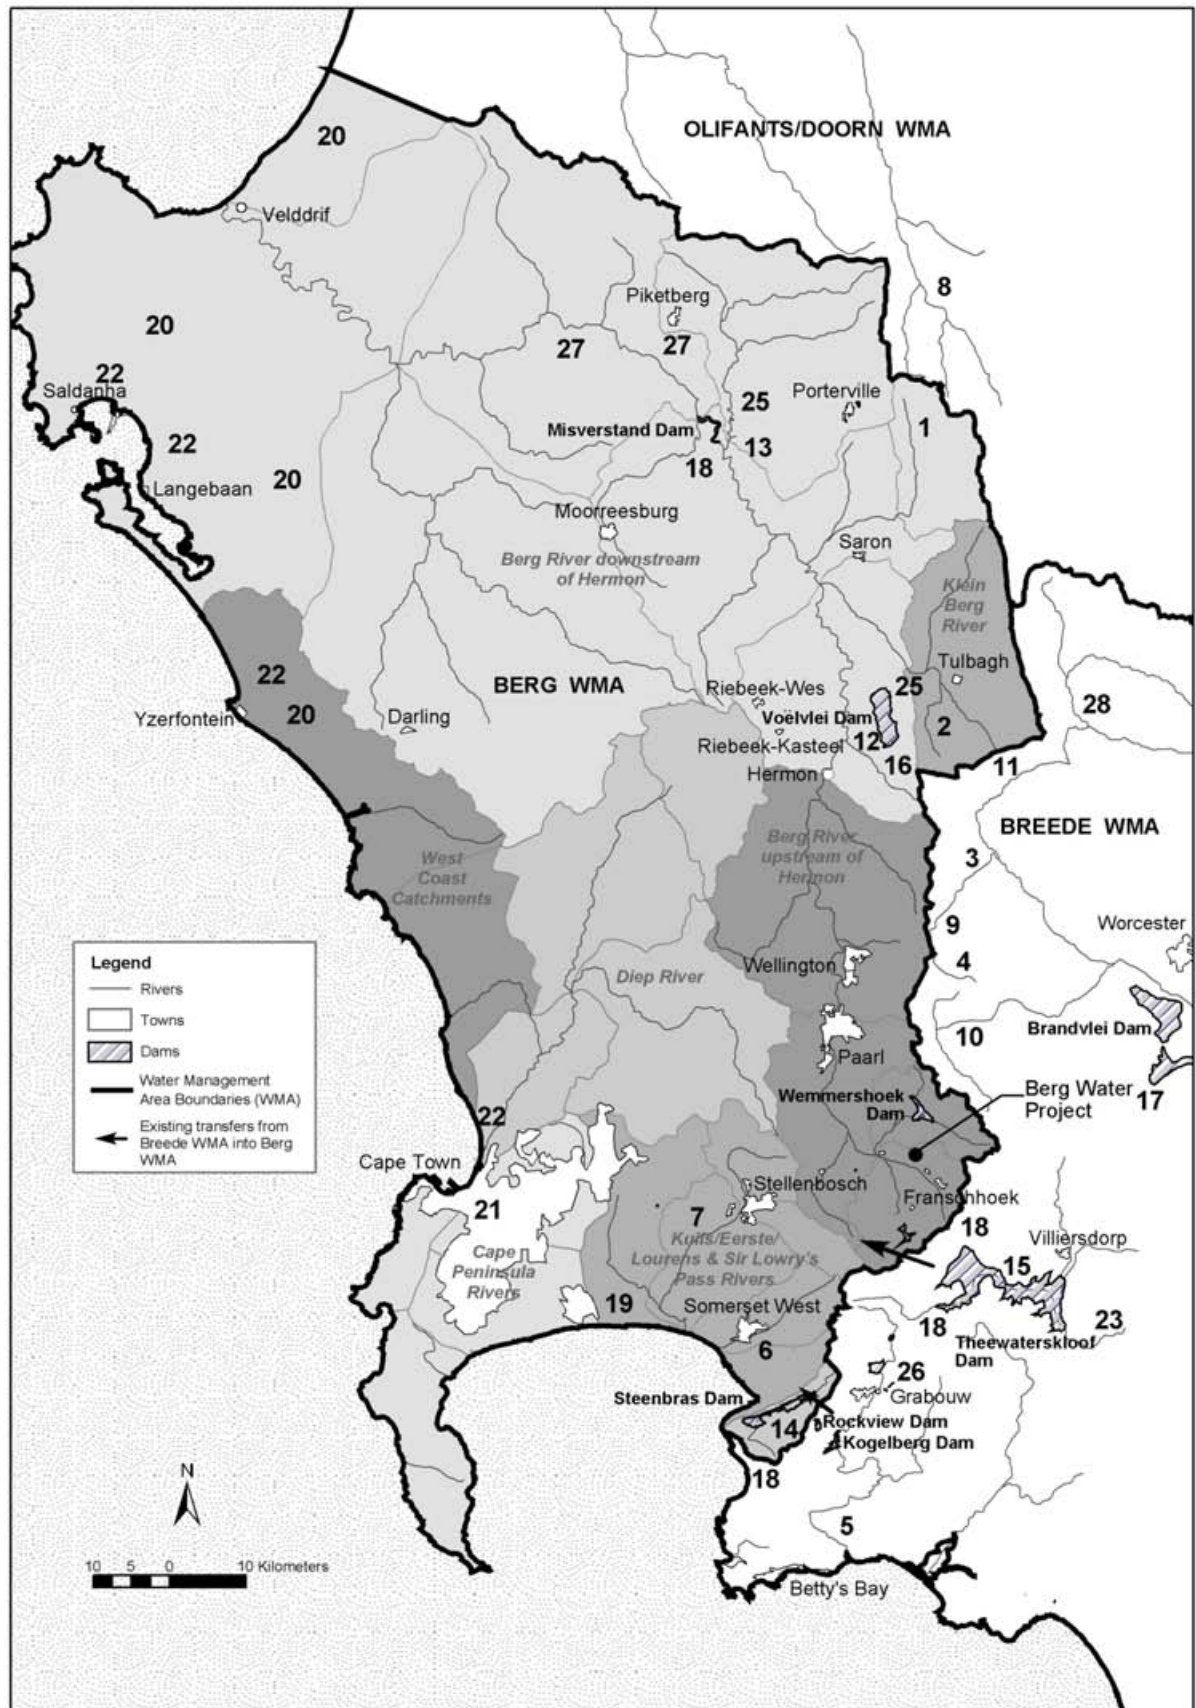 OLIFANTS/DOORN WMA
20
Velddrif
8
Piketberg
20
27
27
22
Saldanha
Porterville
25
1
Misverstand Dam
13
22
18
20
Langebaan
Moorreesburg
Saron
Berg River downstream
of Hermon
Klein
Berg
River
Tulbagh
22
BERG WMA
Riebeek-Wes
25
28
Yzerfontein
20
Darling
Voëlvlei Dam
2
Riebeek-Kasteel
12
16
11
Hermon
BREEDE WMA
Berg River
upstream of
Hermon
West
Coast
Catchments
3
9
Worcester
4
Wellington
Diep River
Legend
Rivers
Towns
Dams
Water Management
Area Boundaries (WMA)
Existing transfers from
Breede WMA into Berg
WMA
Brandvlei Dam
10
Paarl
Wemmershoek
Dam
Berg Water
Project
17
22
Cape Town
Stellenbosch
Franschhoek
21
7
18
Villiersdorp
Kuils/Eerste/
Lourens & Sir Lowry's
Pass Rivers
Cape
Peninsula
Rivers
15
19
Somerset West
18
23
Theewaterskloof
Dam
6
26
Grabouw
Steenbras Dam
14
Rockview Dam
Kogelberg Dam
18
N
5
10 5 0 10 Kilometers
Betty's Bay